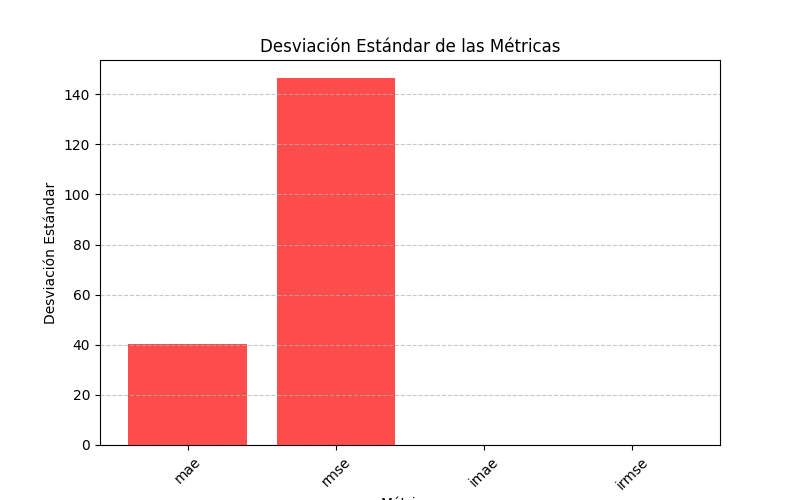 Desviación Estándar de las Métricas
Desviación Estándar
140
120
100
80
60
40
20
0
mae
rmse
imae
irmse